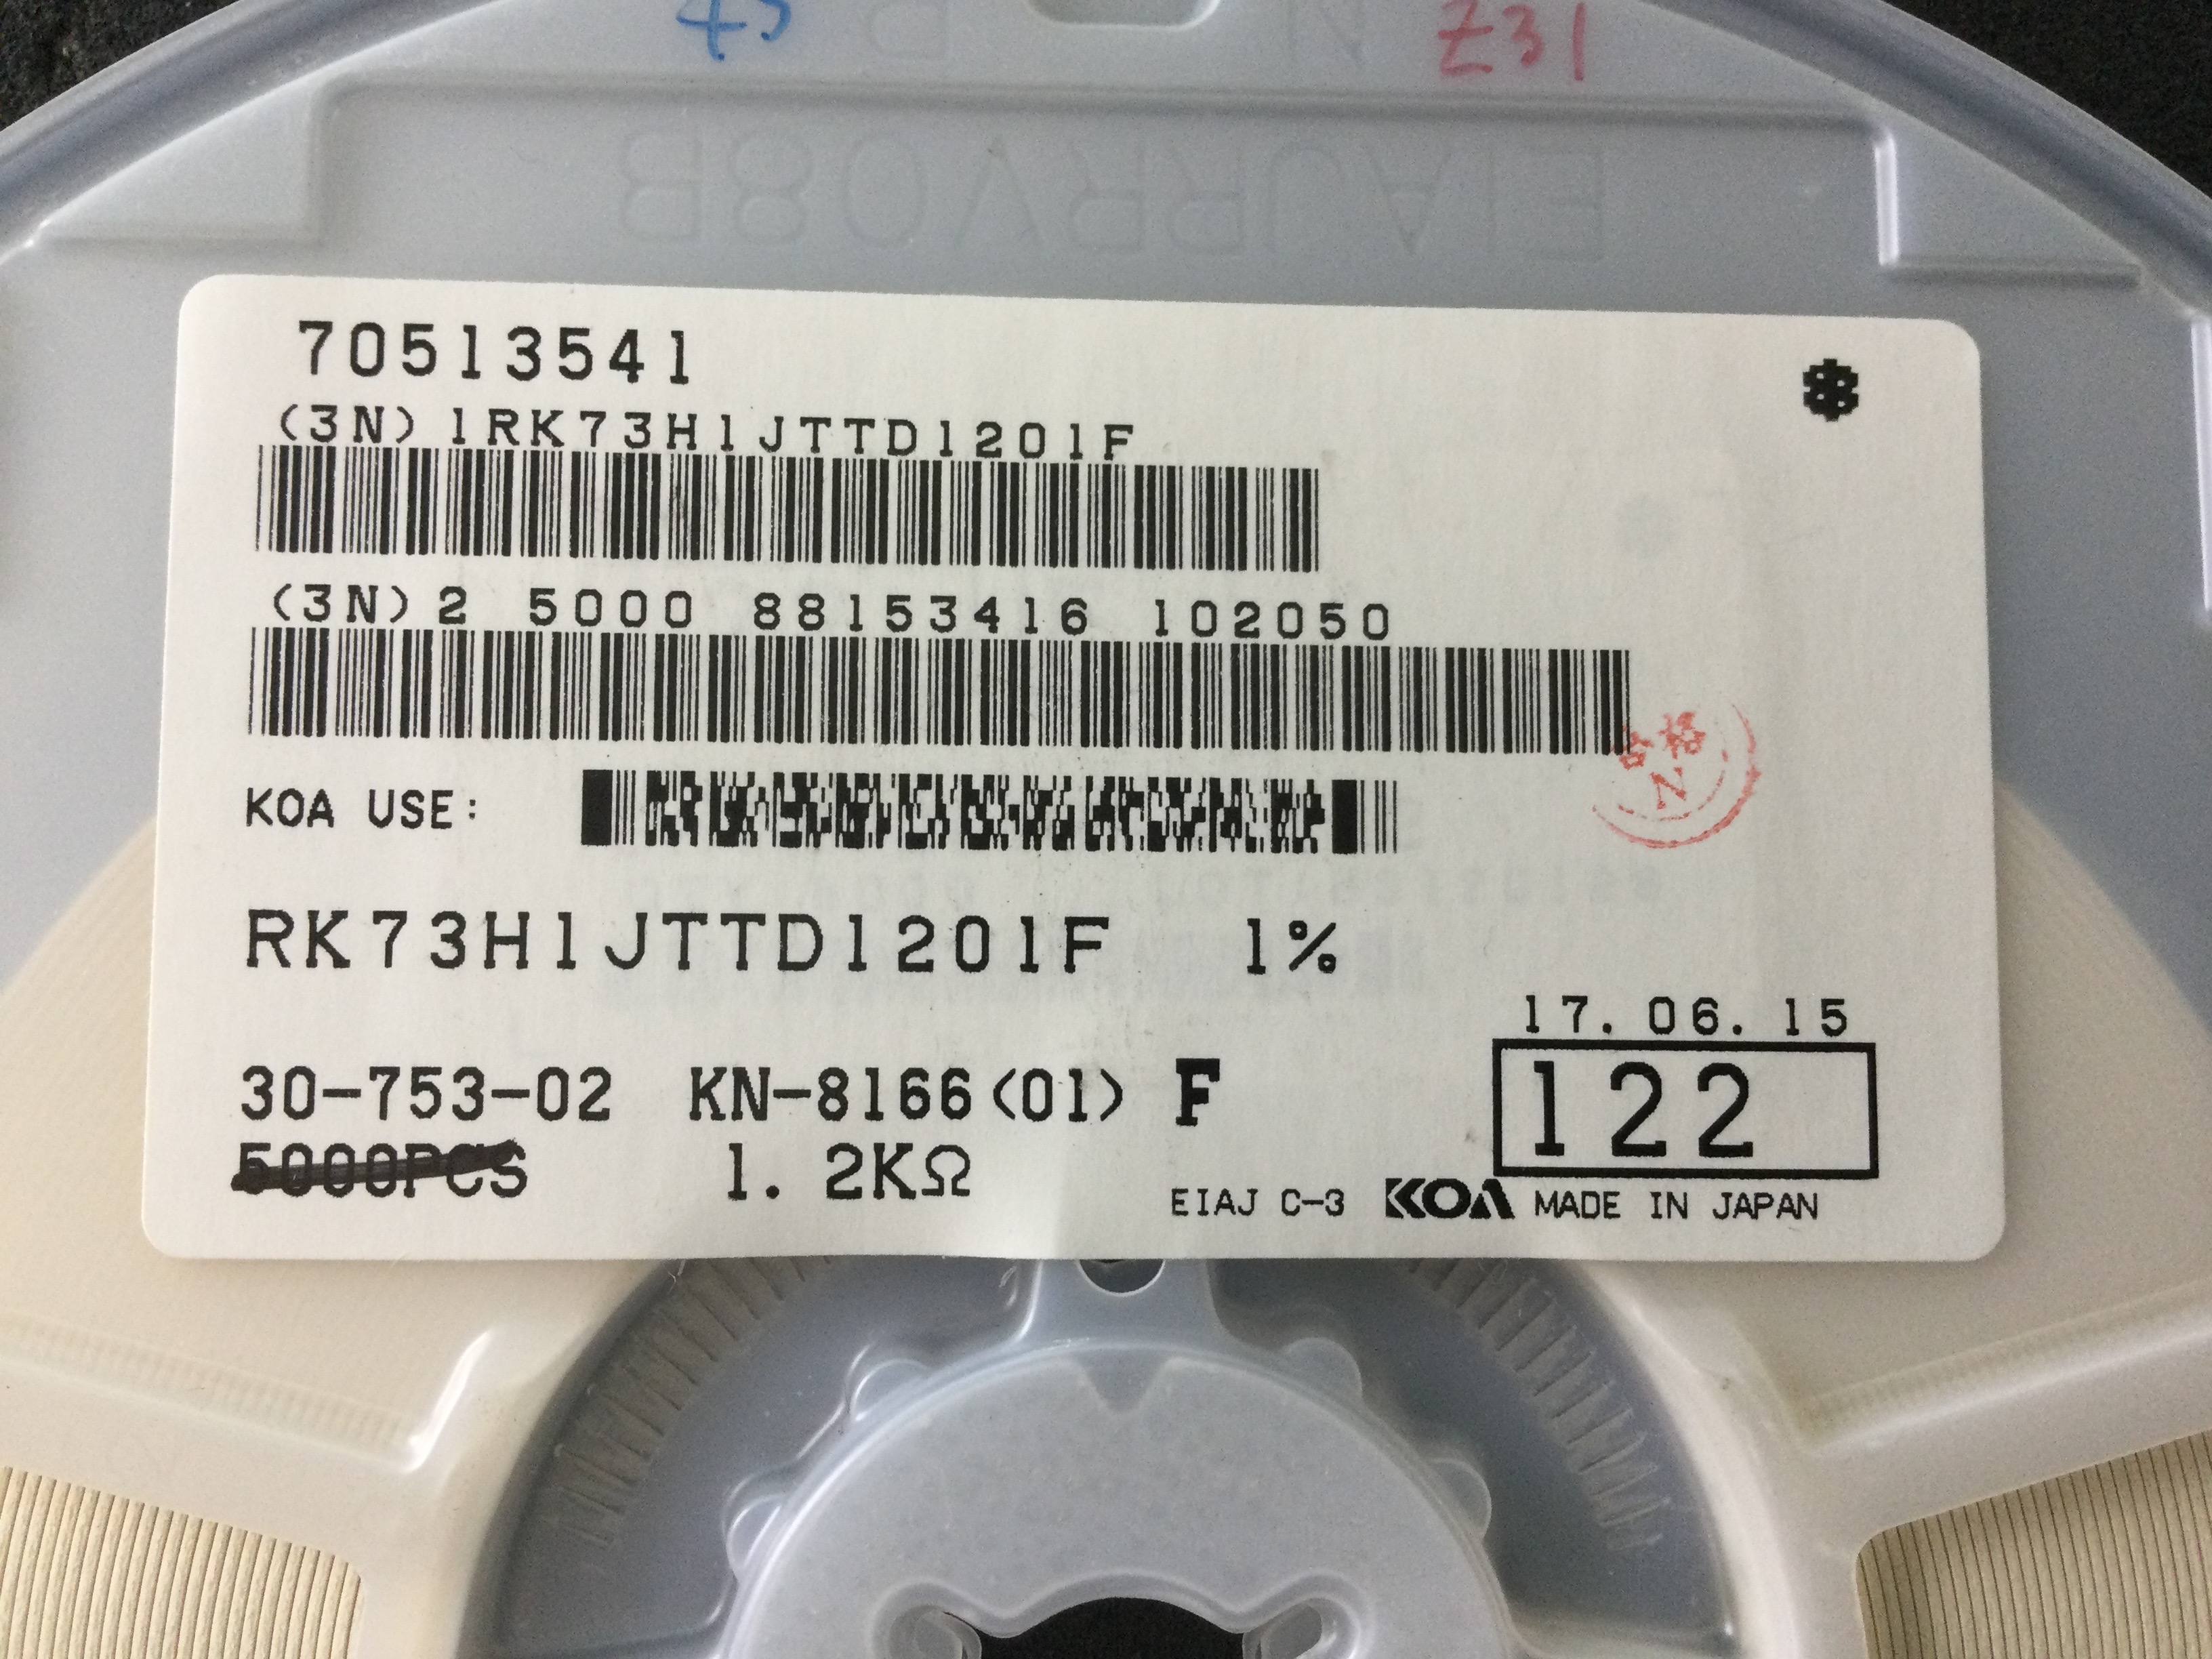 Z31
EIAJRRV08B
70513541
(3N) 1RK73H1JTTD1201F
(3N) 2 5000 88153416 102050
合格
N
KOA USE:
RK73H1JTTD1201F 1%
17. 06. 15
30-753-02 KN-8166(01) F
122
5000PCS 1. 2KΩ
EIAJ C-3 KOA MADE IN JAPAN